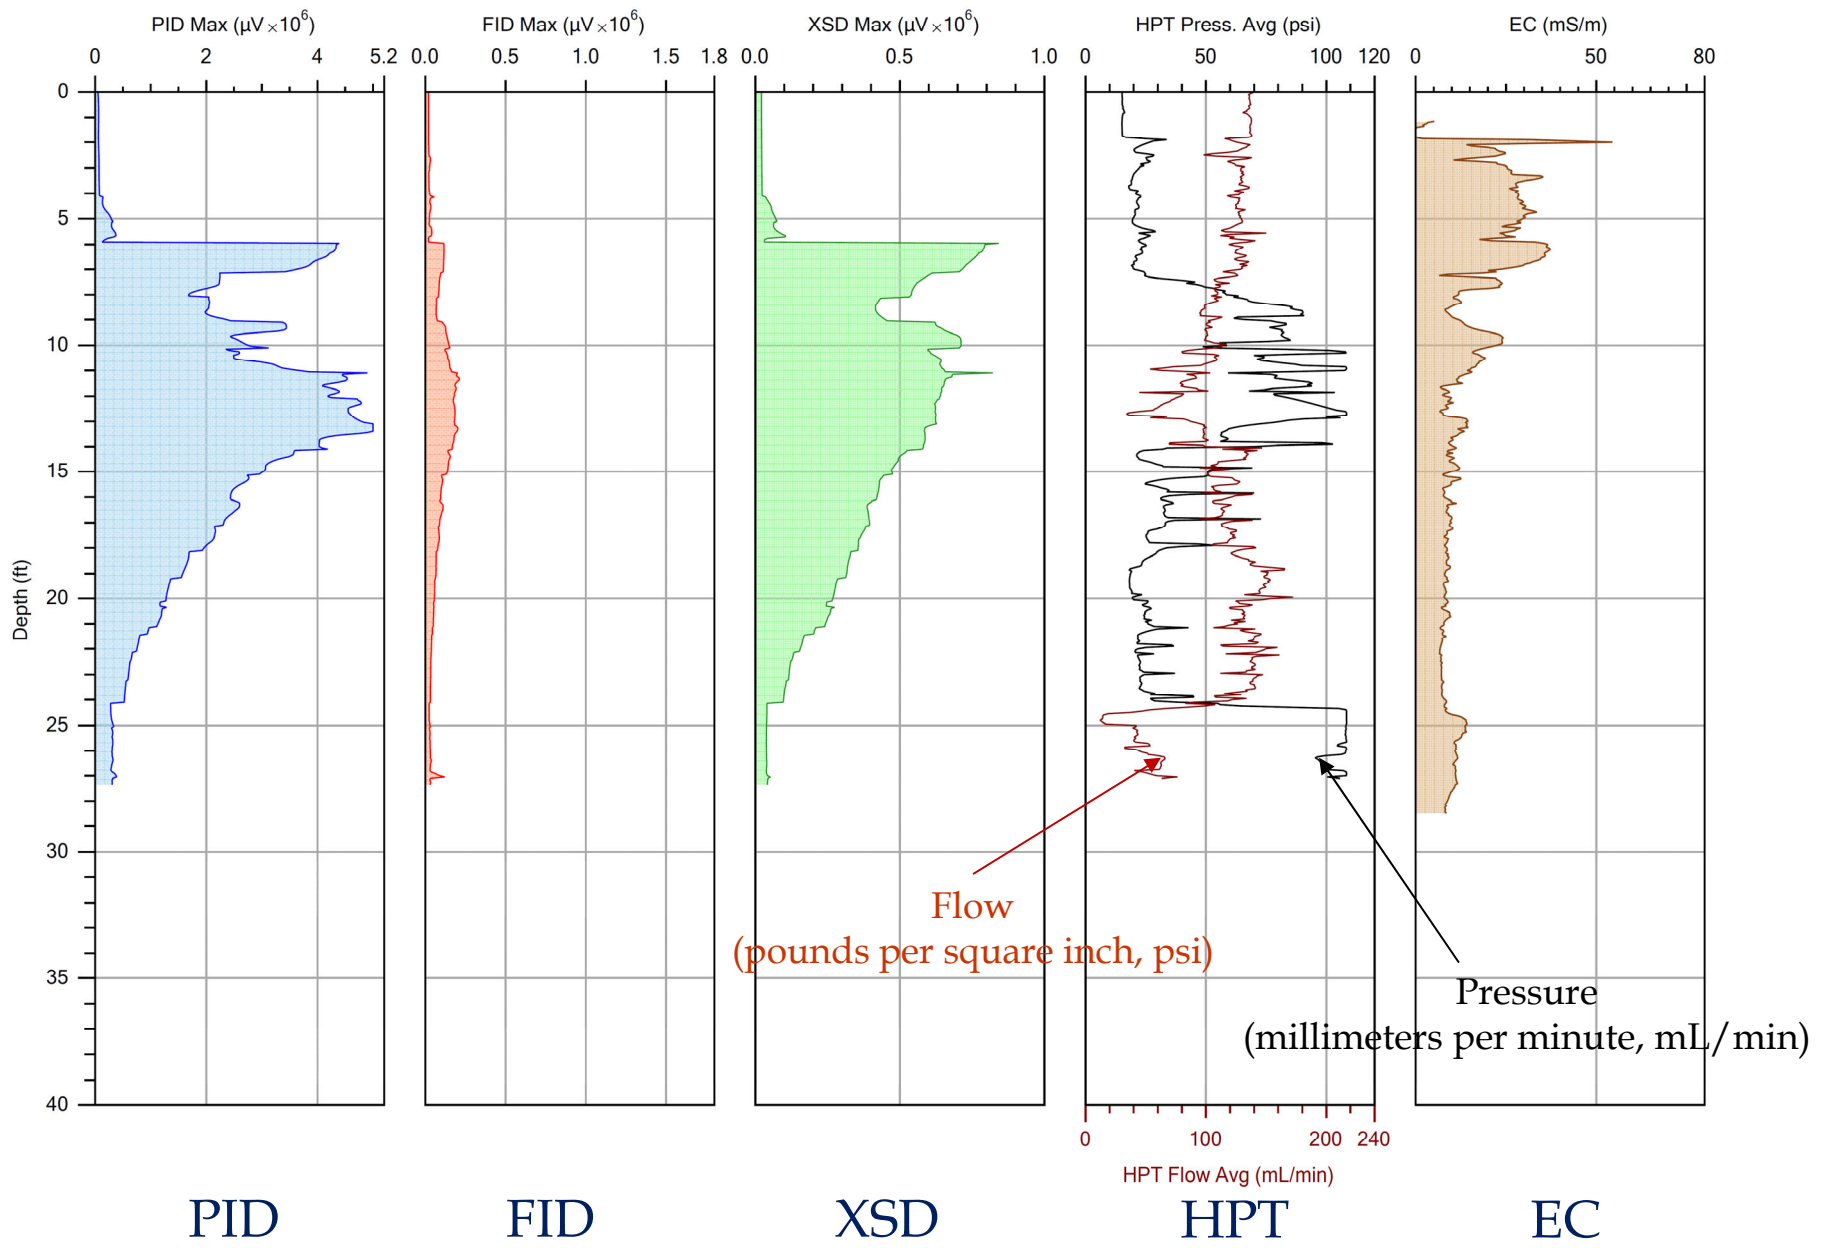 PID Max (µV×10⁶) FID Max (µV×10⁶) XSD Max (µV×10⁶) HPT Press. Avg (psi) EC (mS/m)
0 2 4 5.2 0.0 0.5 1.0 1.5 1.8 0.0 0.5 1.0 0 50 100 120 0 50 80
0
5
10
15
20
25
30
35
40
Depth (ft)
Flow
(pounds per square inch, psi)
Pressure
(millimeters per minute, mL/min)
0 100 200 240
HPT Flow Avg (mL/min)
PID FID XSD HPT EC